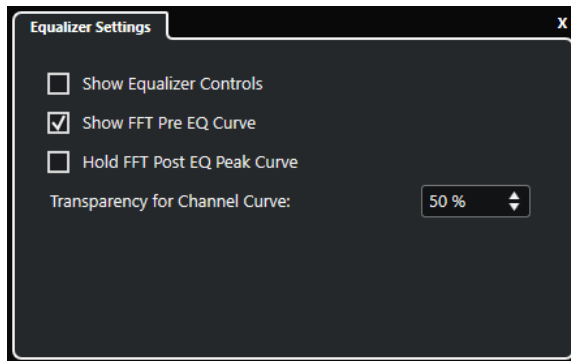 Equalizer Settings X
Show Equalizer Controls
Show FFT Pre EQ Curve
Hold FFT Post EQ Peak Curve
Transparency for Channel Curve: 50 %